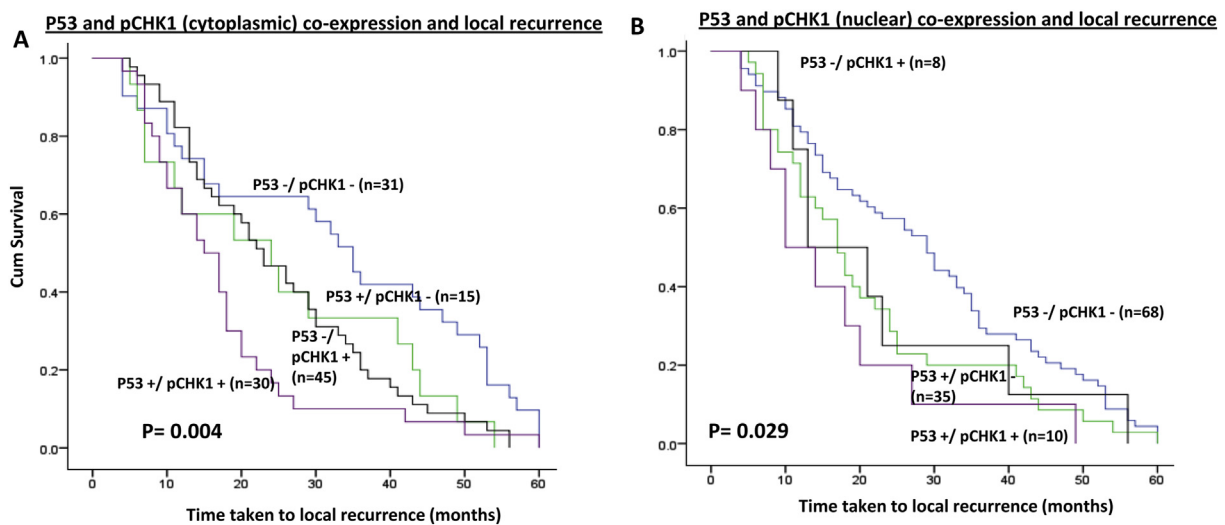 P53 and pCHK1 (cytoplasmic) co-expression and local recurrence
A
Cum Survival
1.0
0.8
0.6
0.4
0.2
0.0
P53 -/ pCHK1 - (n=31)
P53 +/ pCHK1 - (n=15)
P53 -/
pCHK1 +
(n=45)
P53 +/ pCHK1 + (n=30)
P= 0.004
0 10 20 30 40 50 60
Time taken to local recurrence (months)
P53 and pCHK1 (nuclear) co-expression and local recurrence
B
1.0
0.8
0.6
0.4
0.2
0.0
P53 -/ pCHK1 + (n=8)
P53 -/ pCHK1 - (n=68)
P53 +/ pCHK1 -
(n=35)
P53 +/ pCHK1 + (n=10)
P= 0.029
0 10 20 30 40 50 60
Time taken to local recurrence (months)